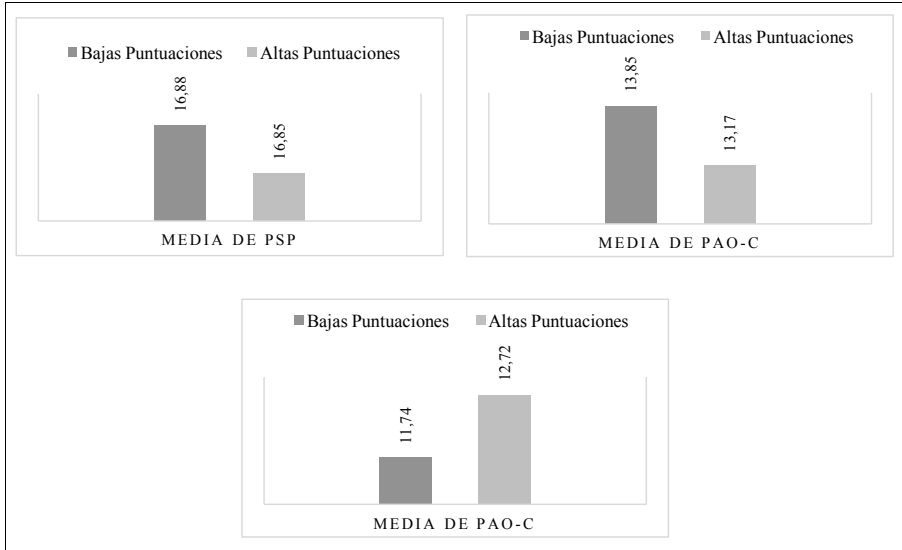 Bajas Puntuaciones Altas Puntuaciones
16,88
16,85
MEDIA DE PSP
Bajas Puntuaciones Altas Puntuaciones
13,85
13,17
MEDIA DE PAO-C
Bajas Puntuaciones Altas Puntuaciones
11,74
12,72
MEDIA DE PAO-C